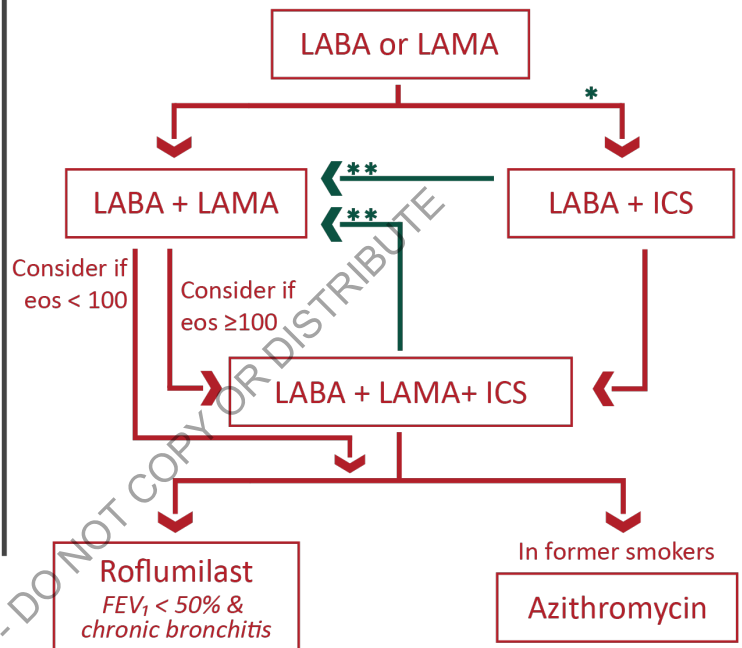 LABA or LAMA
*
LABA + LAMA
**
**
LABA + ICS
Consider if
eos < 100
Consider if
eos ≥100
LABA + LAMA+ ICS
Roflumilast
FEV₁ < 50% &
chronic bronchitis
In former smokers
Azithromycin
- DO NOT COPY OR DISTRIBUTE